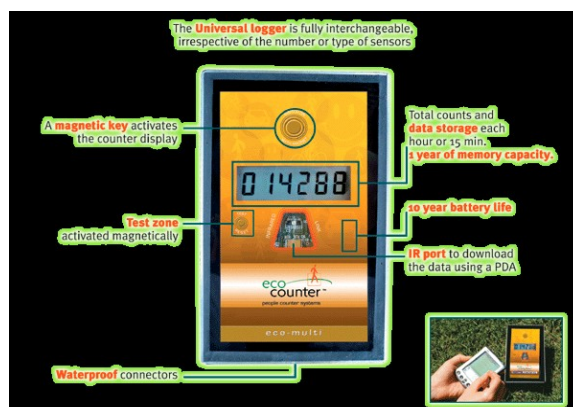 The Universal logger is fully interchangeable,
irrespective of the number or type of sensors
A magnetic key activates
the counter display
Total counts and
data storage each
hour or 15 min.
1 year of memory capacity.
014288
Test zone
activated magnetically
10 year battery life
IR port to download
the data using a PDA
eco
counter™
people counter systems
eco-multi
Waterproof connectors